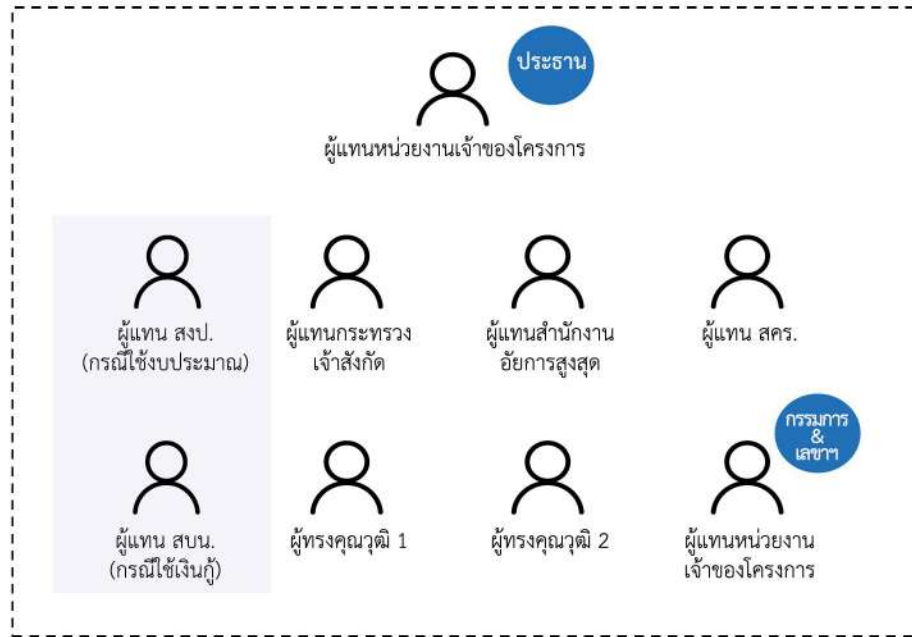 ประธาน
ผู้แทนหน่วยงานเจ้าของโครงการ
ผู้แทน สงป.
(กรณีใช้งบประมาณ)
ผู้แทนกระทรวง
เจ้าสังกัด
ผู้แทนสำนักงาน
อัยการสูงสุด
ผู้แทน สคร.
กรรมการ
&
เลขาฯ
ผู้แทน สบน.
(กรณีใช้เงินกู้)
ผู้ทรงคุณวุฒิ 1
ผู้ทรงคุณวุฒิ 2
ผู้แทนหน่วยงาน
เจ้าของโครงการ